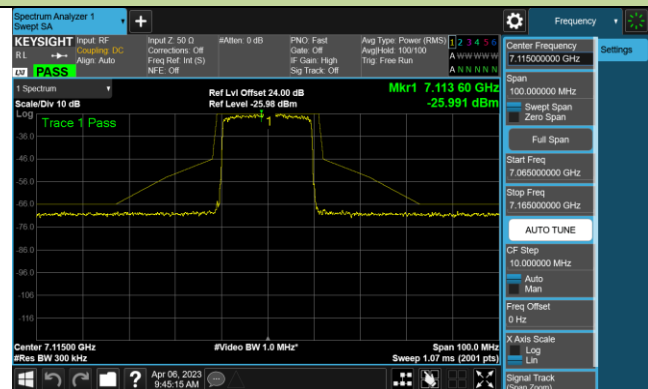 Spectrum Analyzer 1
Swept SA
Frequency
KEYSIGHT
RL
LXI
PASS
Input: RF
Coupling: DC
Align: Auto
Input Z: 50 Ω
Corrections: Off
Freq Ref: Int (S)
NFE: Off
#Atten: 0 dB
PNO: Fast
Gate: Off
IF Gain: High
Sig Track: Off
Avg Type: Power (RMS)
Avg|Hold: 100/100
Trig: Free Run
1 2 3 4 5 6
A W W W W W
A N N N N N
1 Spectrum
Scale/Div 10 dB
Log
Ref Lvl Offset 24.00 dB
Ref Level -25.98 dBm
Mkr1 7.113 60 GHz
-25.991 dBm
Trace 1 Pass
1
-36.0
-46.0
-56.0
-66.0
-76.0
-86.0
-96.0
-106
-116
Center 7.11500 GHz
#Res BW 300 kHz
#Video BW 1.0 MHz*
Span 100.0 MHz
Sweep 1.07 ms (2001 pts)
Center Frequency
7.115000000 GHz
Settings
Span
100.000000 MHz
Swept Span
Zero Span
Full Span
Start Freq
7.065000000 GHz
Stop Freq
7.165000000 GHz
AUTO TUNE
CF Step
10.000000 MHz
Auto
Man
Freq Offset
0 Hz
X Axis Scale
Log
Lin
Signal Track
(Span Zoom)
Apr 06, 2023
9:45:15 AM